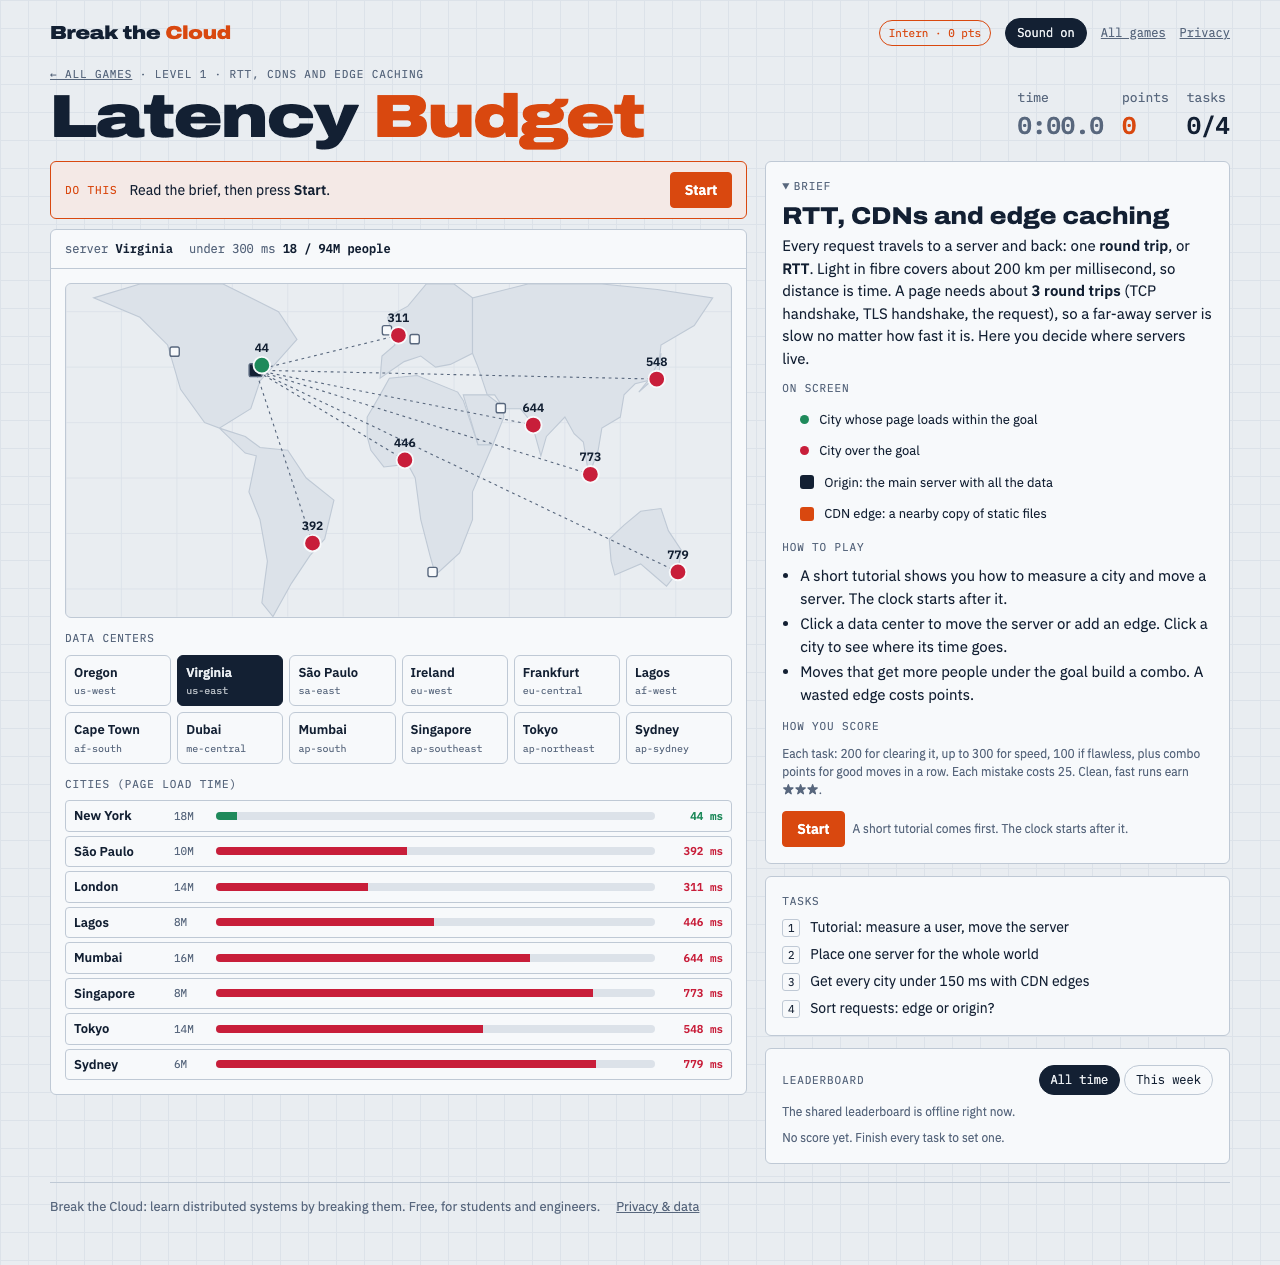 Break the Cloud
Intern · 0 pts
Sound on
All games
Privacy
← ALL GAMES · LEVEL 1 · RTT, CDNS AND EDGE CACHING
Latency Budget
time
0:00.0
points
0
tasks
0/4
DO THIS Read the brief, then press Start.
Start
server Virginia under 300 ms 18 / 94M people
311
44
548
644
446
773
392
779
DATA CENTERS
Oregon
us-west
Virginia
us-east
São Paulo
sa-east
Ireland
eu-west
Frankfurt
eu-central
Lagos
af-west
Cape Town
af-south
Dubai
me-central
Mumbai
ap-south
Singapore
ap-southeast
Tokyo
ap-northeast
Sydney
ap-sydney
CITIES (PAGE LOAD TIME)
New York 18M 44 ms
São Paulo 10M 392 ms
London 14M 311 ms
Lagos 8M 446 ms
Mumbai 16M 644 ms
Singapore 8M 773 ms
Tokyo 14M 548 ms
Sydney 6M 779 ms
▼ BRIEF
RTT, CDNs and edge caching
Every request travels to a server and back: one round trip, or
RTT. Light in fibre covers about 200 km per millisecond, so
distance is time. A page needs about 3 round trips (TCP
handshake, TLS handshake, the request), so a far-away server is
slow no matter how fast it is. Here you decide where servers
live.
ON SCREEN
City whose page loads within the goal
City over the goal
Origin: the main server with all the data
CDN edge: a nearby copy of static files
HOW TO PLAY
• A short tutorial shows you how to measure a city and move a
server. The clock starts after it.
• Click a data center to move the server or add an edge. Click a
city to see where its time goes.
• Moves that get more people under the goal build a combo. A
wasted edge costs points.
HOW YOU SCORE
Each task: 200 for clearing it, up to 300 for speed, 100 if flawless, plus combo
points for good moves in a row. Each mistake costs 25. Clean, fast runs earn
★★★.
Start
A short tutorial comes first. The clock starts after it.
TASKS
1 Tutorial: measure a user, move the server
2 Place one server for the whole world
3 Get every city under 150 ms with CDN edges
4 Sort requests: edge or origin?
LEADERBOARD
All time
This week
The shared leaderboard is offline right now.
No score yet. Finish every task to set one.
Break the Cloud: learn distributed systems by breaking them. Free, for students and engineers.
Privacy & data